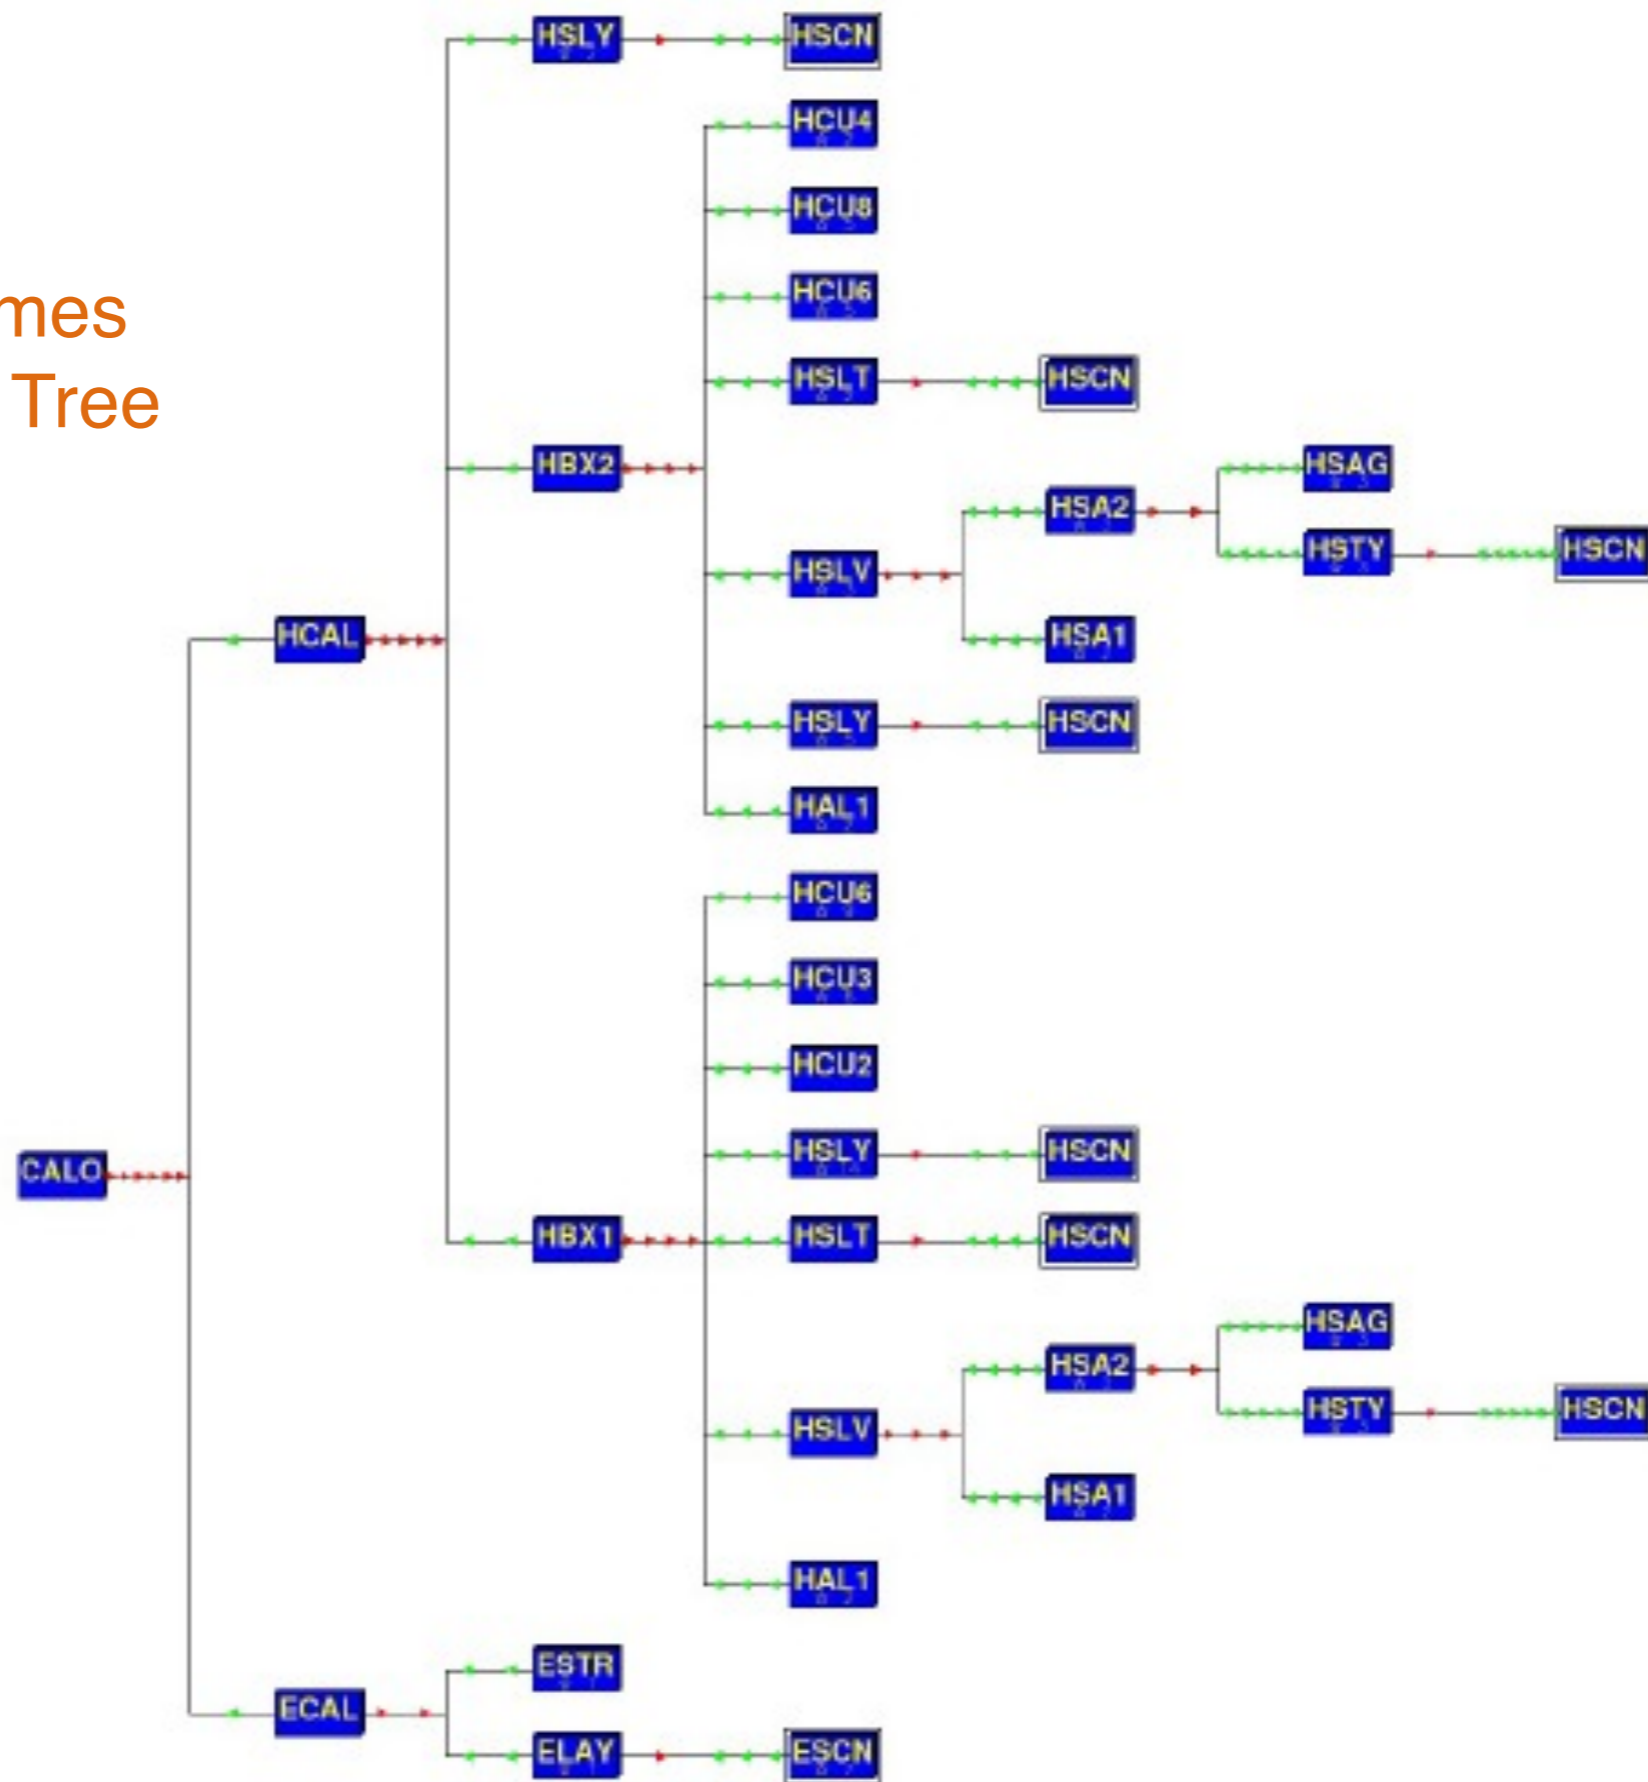 HSLY HSCN
HCU4
HCU8
mes
HCU6
Tree
HSLT HSCN
HBX2 HSAG
HSA2
HSLV HSTY HSCN
HCAL HSA1
HSLY HSCN
HAL1
HCU6
HCU3
HCU2
HSLY HSCN
CALO
HBX1 HSLT HSCN
HSAG
HSA2
HSLV HSTY HSCN
HSA1
HAL1
ESTR
ECAL
ELAY ESCN